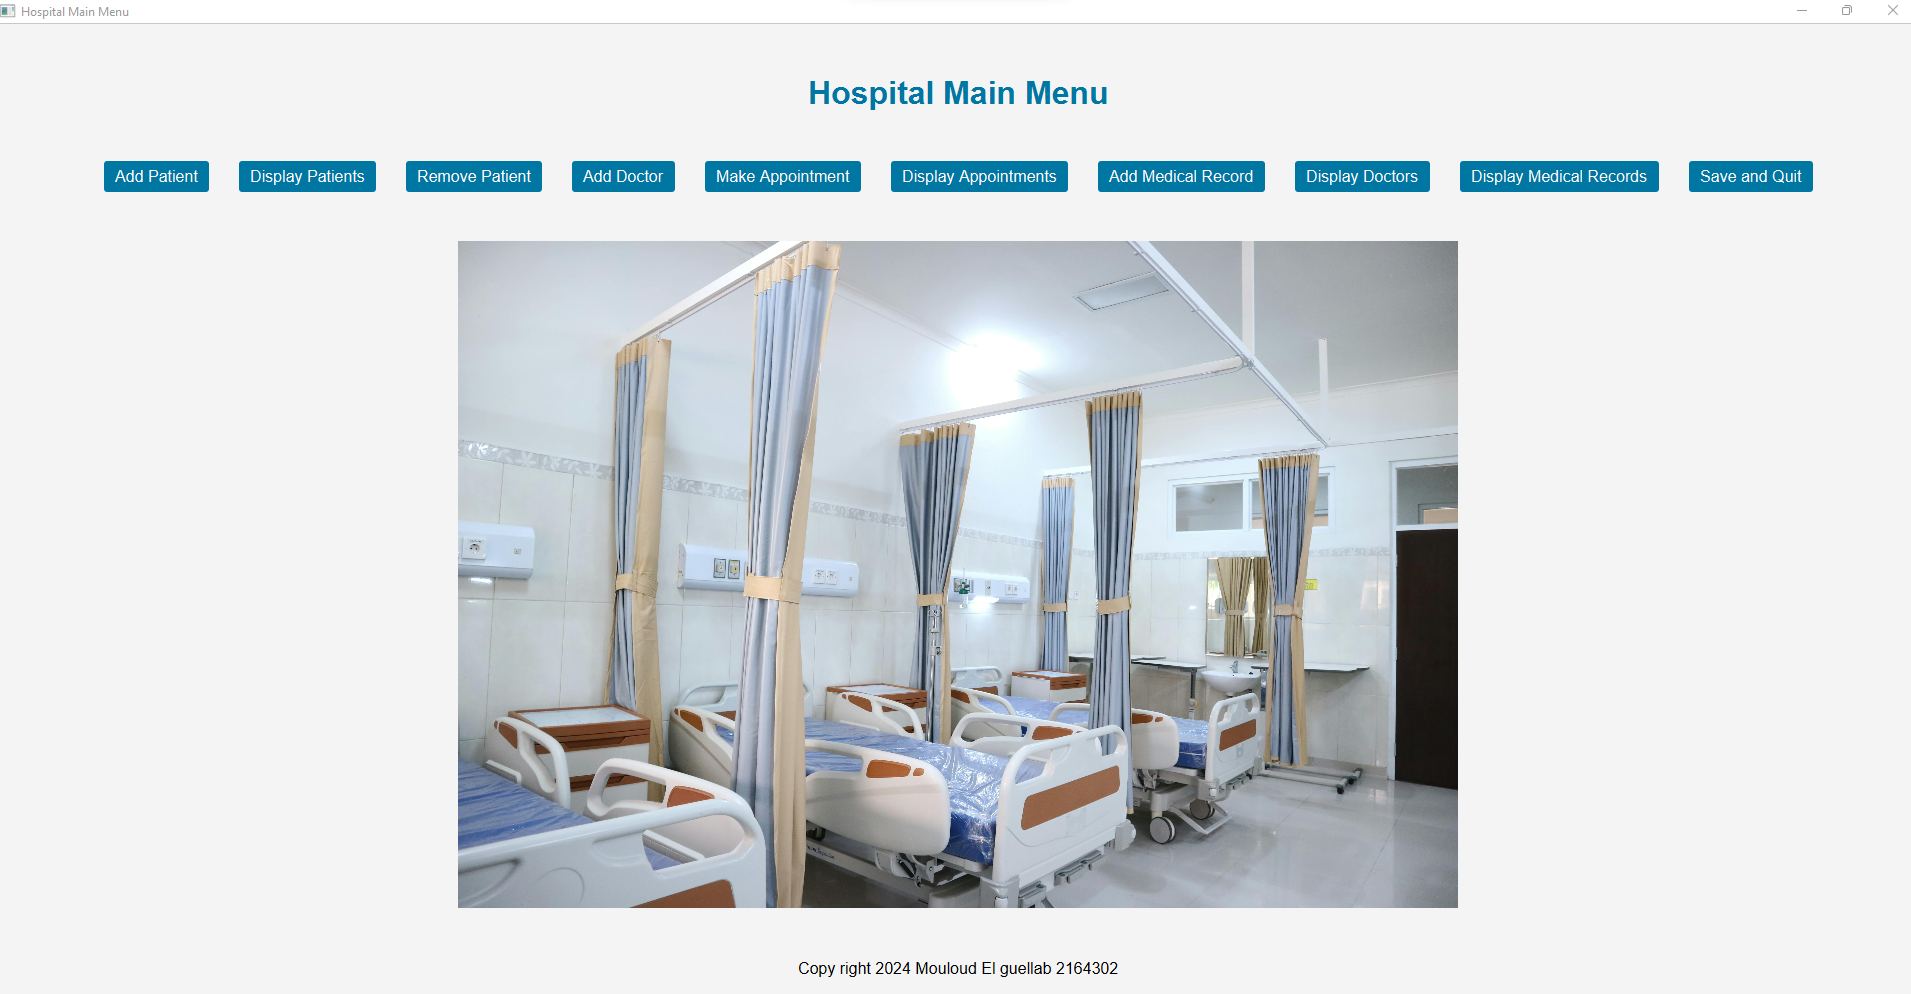 Hospital Main Menu
Hospital Main Menu
Add Patient Display Patients Remove Patient Add Doctor Make Appointment Display Appointments Add Medical Record Display Doctors Display Medical Records Save and Quit
Copy right 2024 Mouloud El guellab 2164302